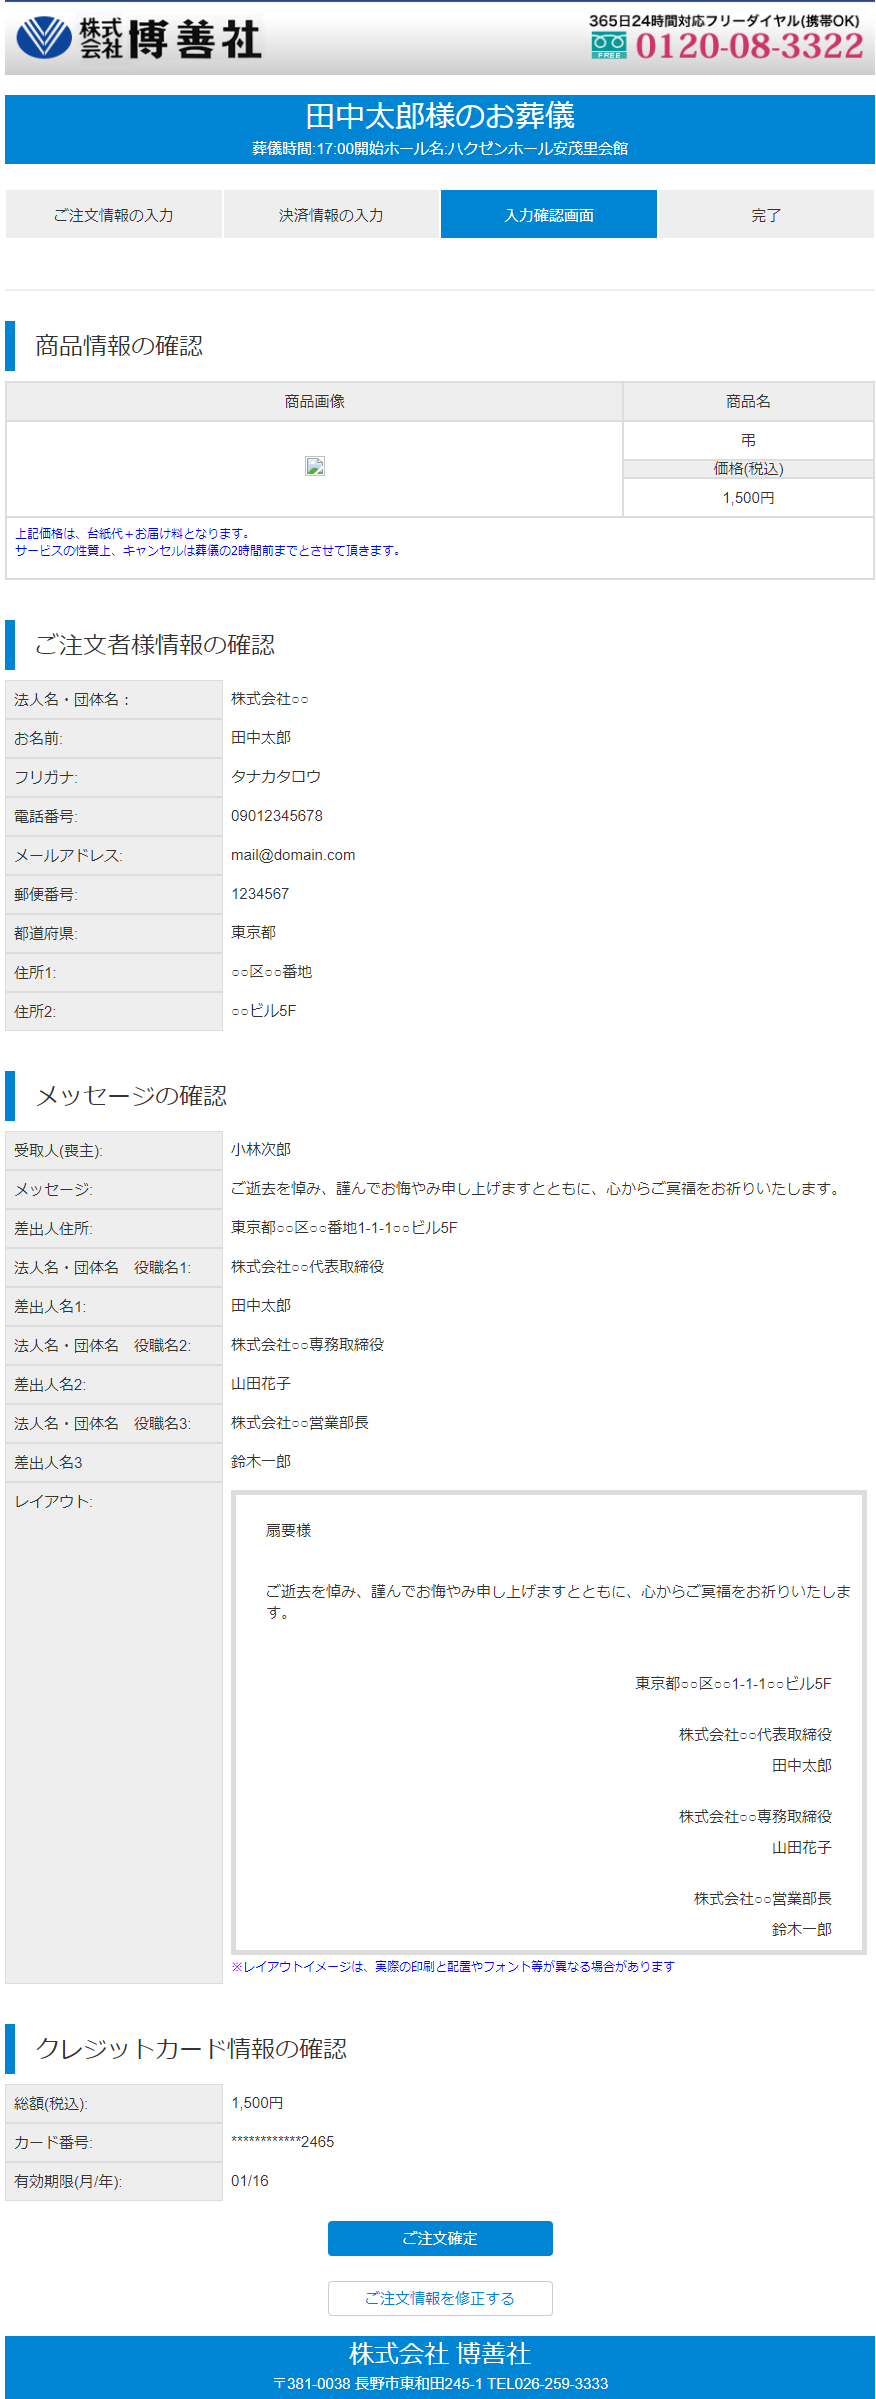 株式会社 博善社
365日24時間対応フリーダイヤル(携帯OK)
FREE 0120-08-3322
田中太郎様のお葬儀
葬儀時間:17:00開始ホール名:ハクゼンホール安茂里会館
ご注文情報の入力 決済情報の入力 入力確認画面 完了
商品情報の確認
商品画像 商品名
弔
価格(税込)
1,500円
上記価格は、台紙代＋お届け料となります。
サービスの性質上、キャンセルは葬儀の2時間前までとさせて頂きます。
ご注文者様情報の確認
法人名・団体名： 株式会社○○
お名前: 田中太郎
フリガナ: タナカタロウ
電話番号: 09012345678
メールアドレス: mail@domain.com
郵便番号: 1234567
都道府県: 東京都
住所1: ○○区○○番地
住所2: ○○ビル5F
メッセージの確認
受取人(喪主): 小林次郎
メッセージ: ご逝去を悼み、謹んでお悔やみ申し上げますとともに、心からご冥福をお祈りいたします。
差出人住所: 東京都○○区○○番地1-1-1○○ビル5F
法人名・団体名　役職名1: 株式会社○○代表取締役
差出人名1: 田中太郎
法人名・団体名　役職名2: 株式会社○○専務取締役
差出人名2: 山田花子
法人名・団体名　役職名3: 株式会社○○営業部長
差出人名3 鈴木一郎
レイアウト:
扇要様
ご逝去を悼み、謹んでお悔やみ申し上げますとともに、心からご冥福をお祈りいたしま
す。
東京都○○区○○1-1-1○○ビル5F
株式会社○○代表取締役
田中太郎
株式会社○○専務取締役
山田花子
株式会社○○営業部長
鈴木一郎
※レイアウトイメージは、実際の印刷と配置やフォント等が異なる場合があります
クレジットカード情報の確認
総額(税込): 1,500円
カード番号: ************2465
有効期限(月/年): 01/16
ご注文確定
ご注文情報を修正する
株式会社 博善社
〒381-0038 長野市東和田245-1 TEL026-259-3333